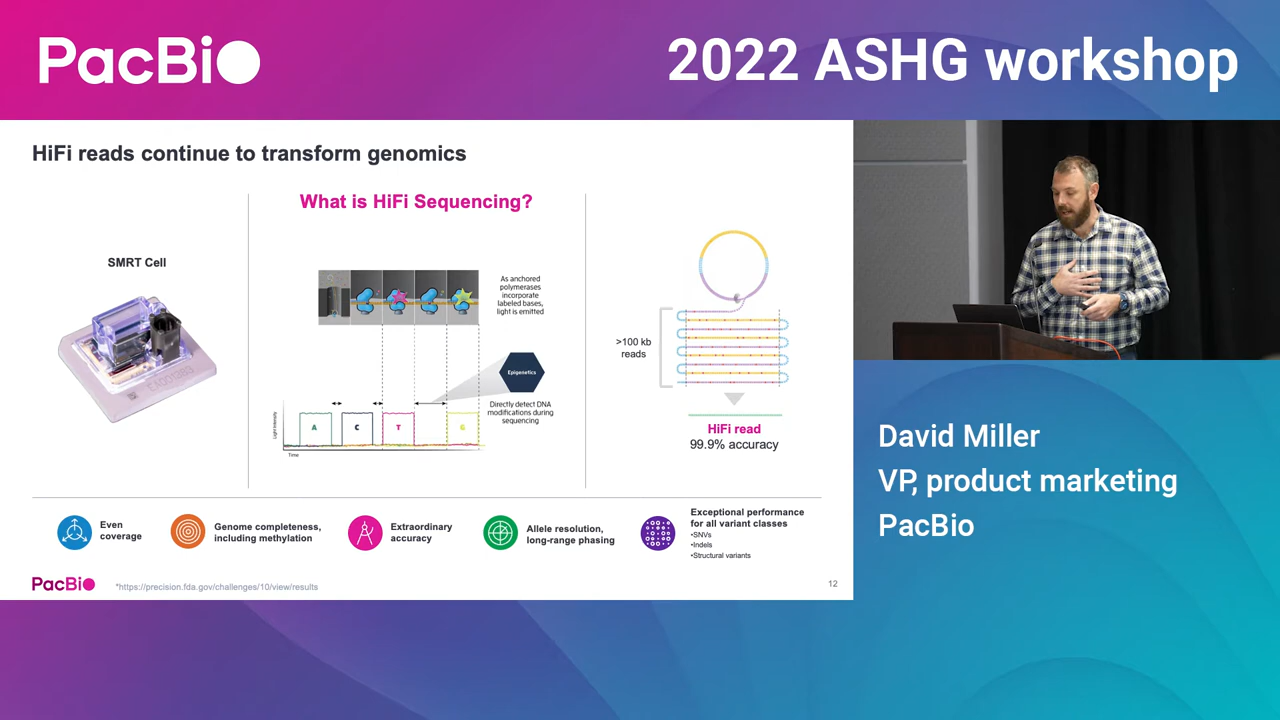 PacBio
2022 ASHG workshop
HiFi reads continue to transform genomics
SMRT Cell
What is HiFi Sequencing?
As anchored
polymerases
incorporate
labeled bases,
light is emitted
Epigenetics
Directly detect DNA
modifications during
sequencing
Light Intensity
A
C
T
G
Time
>100 kb
reads
HiFi read
99.9% accuracy
Even
coverage
Genome completeness,
including methylation
Extraordinary
accuracy
Allele resolution,
long-range phasing
Exceptional performance
for all variant classes
•SNVs
•Indels
•Structural variants
PacBio
*https://precision.fda.gov/challenges/10/view/results
12
David Miller
VP, product marketing
PacBio